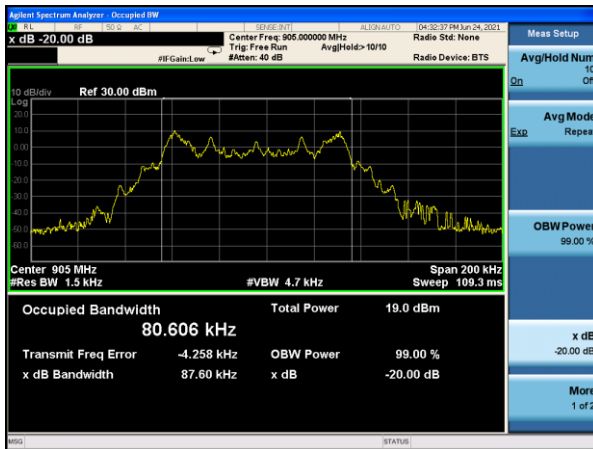 Agilent Spectrum Analyzer - Occupied BW
RL RF 50 Ω AC SENSE:INT ALIGN AUTO 04:32:37 PM Jun 24, 2021
x dB -20.00 dB
Center Freq: 905.000000 MHz
Radio Std: None
Trig: Free Run Avg|Hold:> 10/10
#IFGain:Low
#Atten: 40 dB
Radio Device: BTS
10 dB/div Ref 30.00 dBm
Log
20.0
10.0
0.00
-10.0
-20.0
-30.0
-40.0
-50.0
-60.0
Center 905 MHz Span 200 kHz
#Res BW 1.5 kHz #VBW 4.7 kHz Sweep 109.3 ms
Occupied Bandwidth Total Power 19.0 dBm
80.606 kHz
Transmit Freq Error -4.258 kHz OBW Power 99.00 %
x dB Bandwidth 87.60 kHz x dB -20.00 dB
MSG STATUS
Meas Setup
Avg/Hold Num
10
On Of
Avg Mode
Exp Repea
OBW Power
99.00 %
x dB
-20.00 dB
More
1 of 2